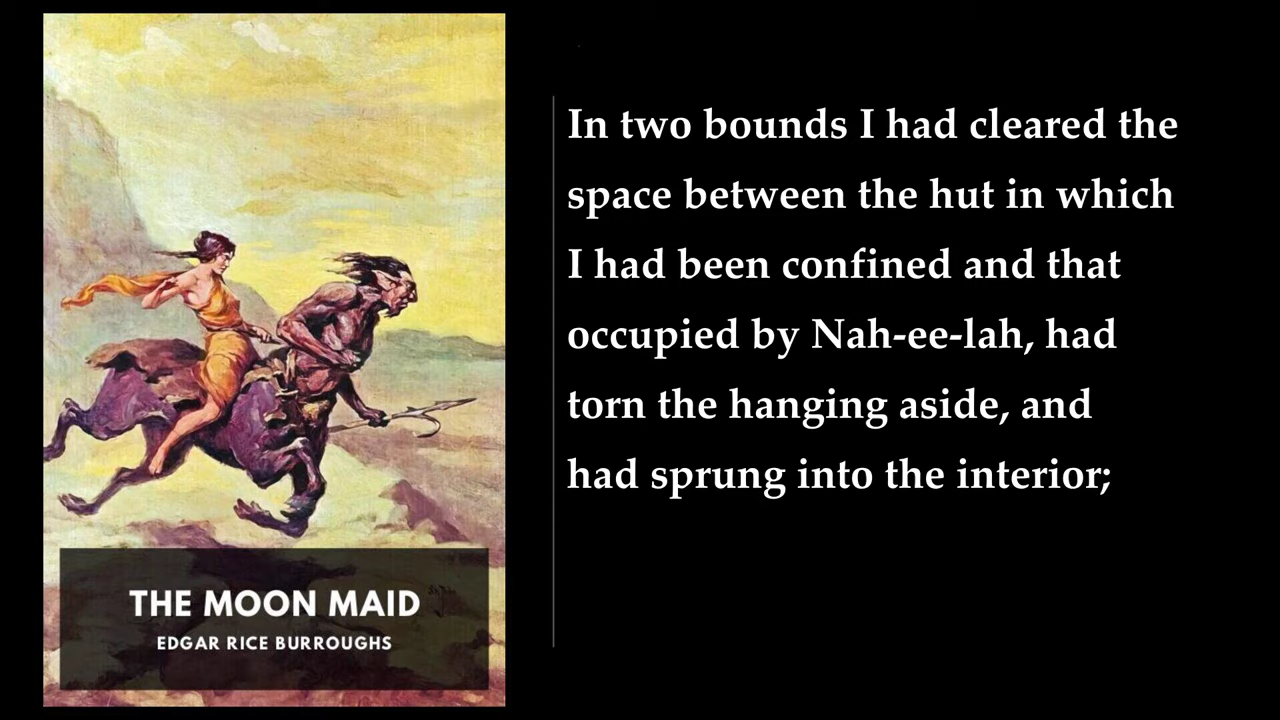 THE MOON MAID
EDGAR RICE BURROUGHS
In two bounds I had cleared the
space between the hut in which
I had been confined and that
occupied by Nah-ee-lah, had
torn the hanging aside, and
had sprung into the interior;